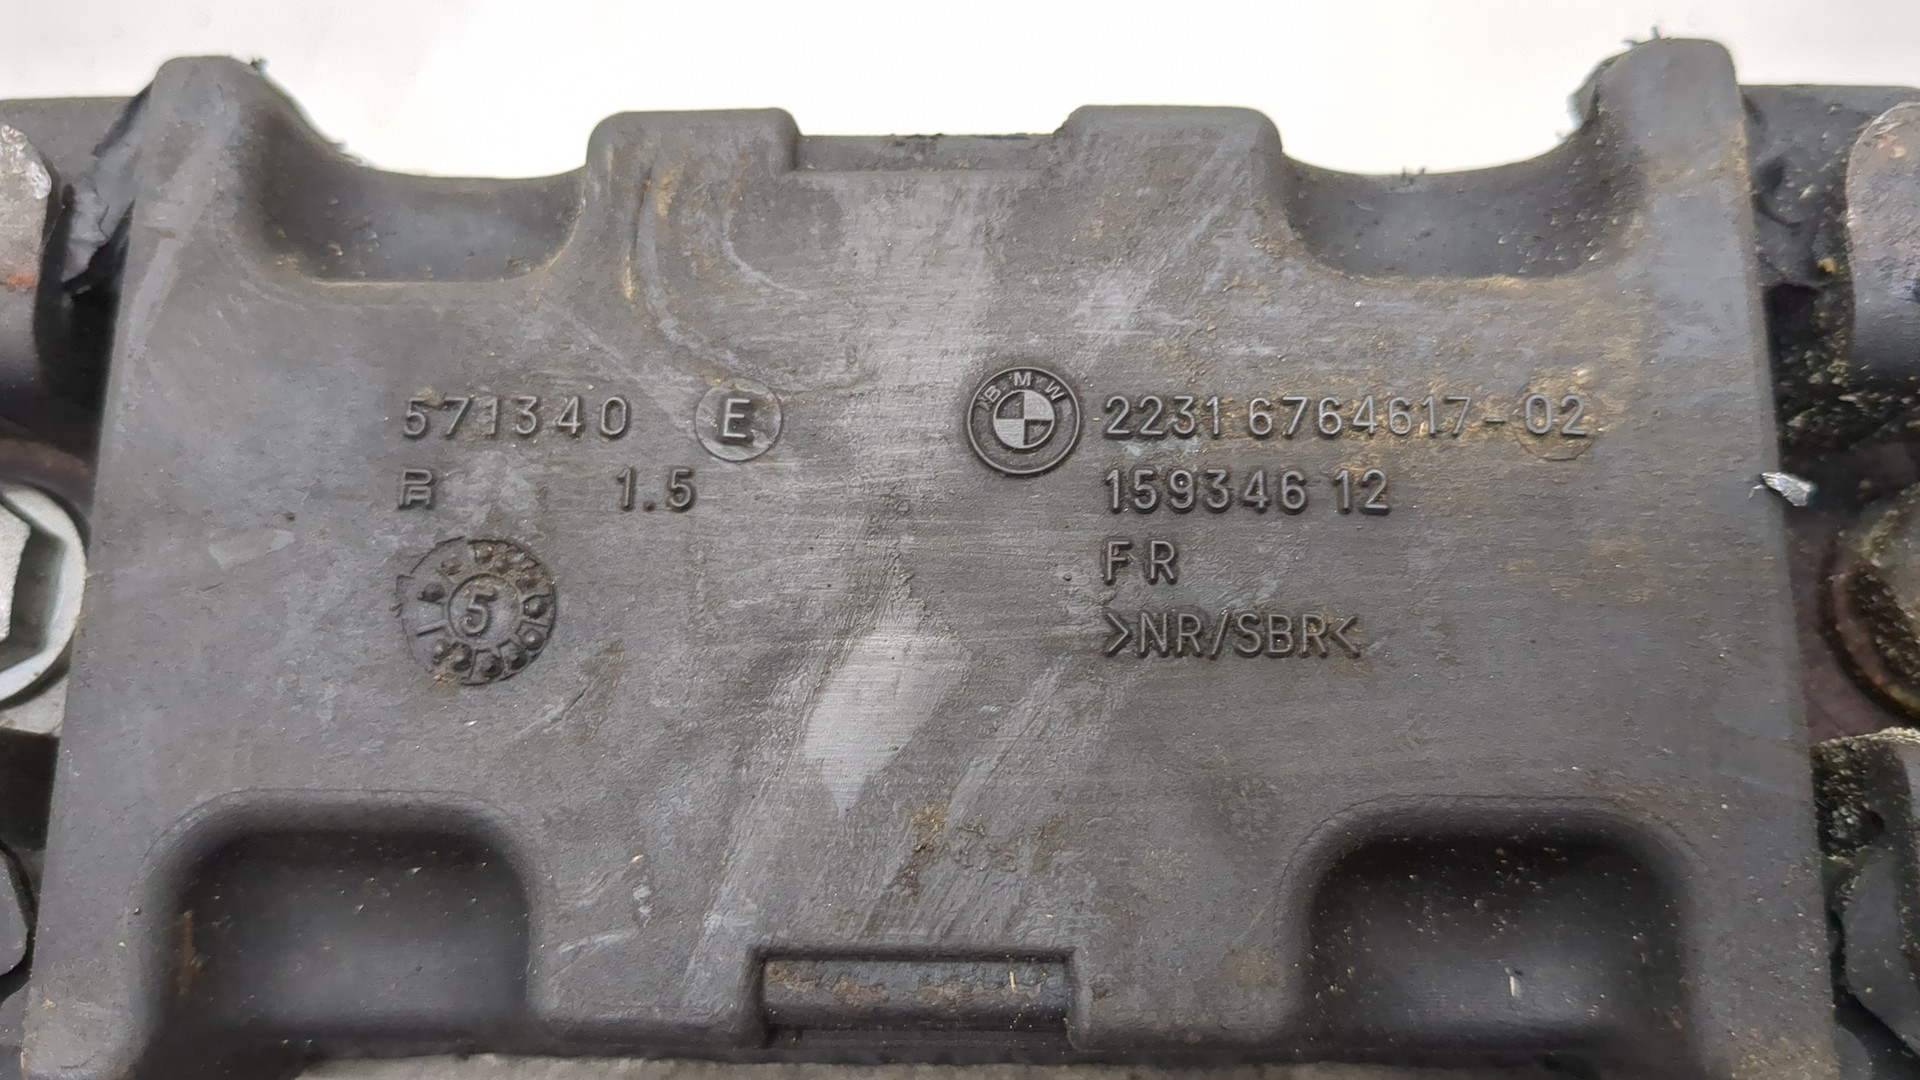 571340 E
R 1.5
5
BMW 2231 6764617-02
159346 12
FR
>NR/SBR<